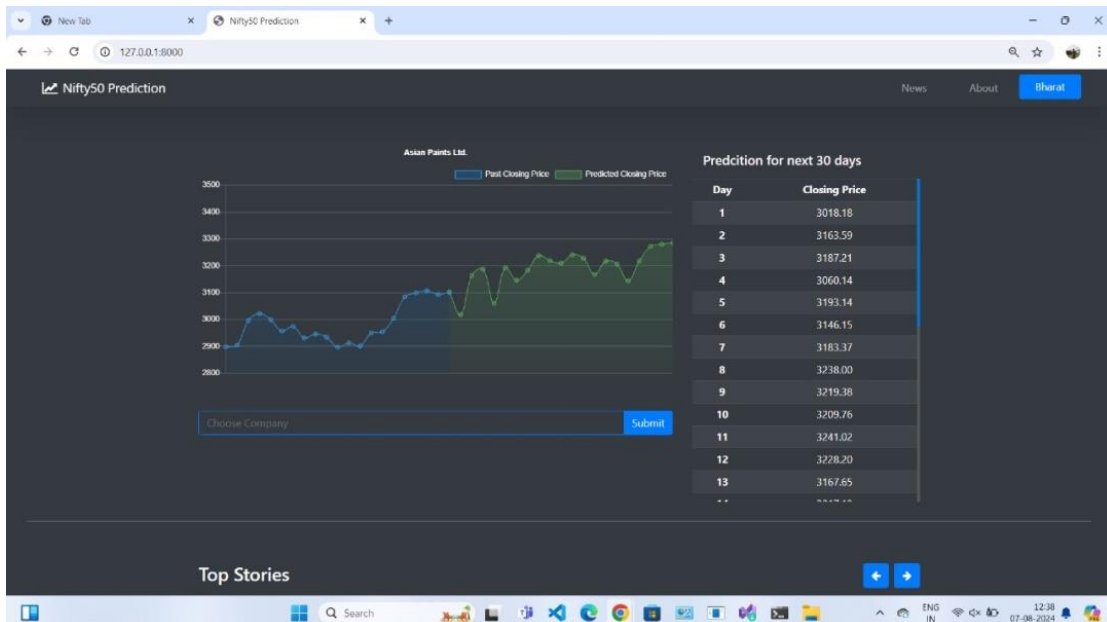 New Tab
Nifty50 Prediction
127.0.0.1:8000
Nifty50 Prediction
News
About
Bharat
Asian Paints Ltd.
Past Closing Price
Predicted Closing Price
3500
3400
3300
3200
3100
3000
2900
2800
Choose Company
Submit
Predcition for next 30 days
Day Closing Price
1 3018.18
2 3163.59
3 3187.21
4 3060.14
5 3193.14
6 3146.15
7 3183.37
8 3238.00
9 3219.38
10 3209.76
11 3241.02
12 3228.20
13 3167.65
Top Stories
Search
ENG
IN
12:38
07-08-2024